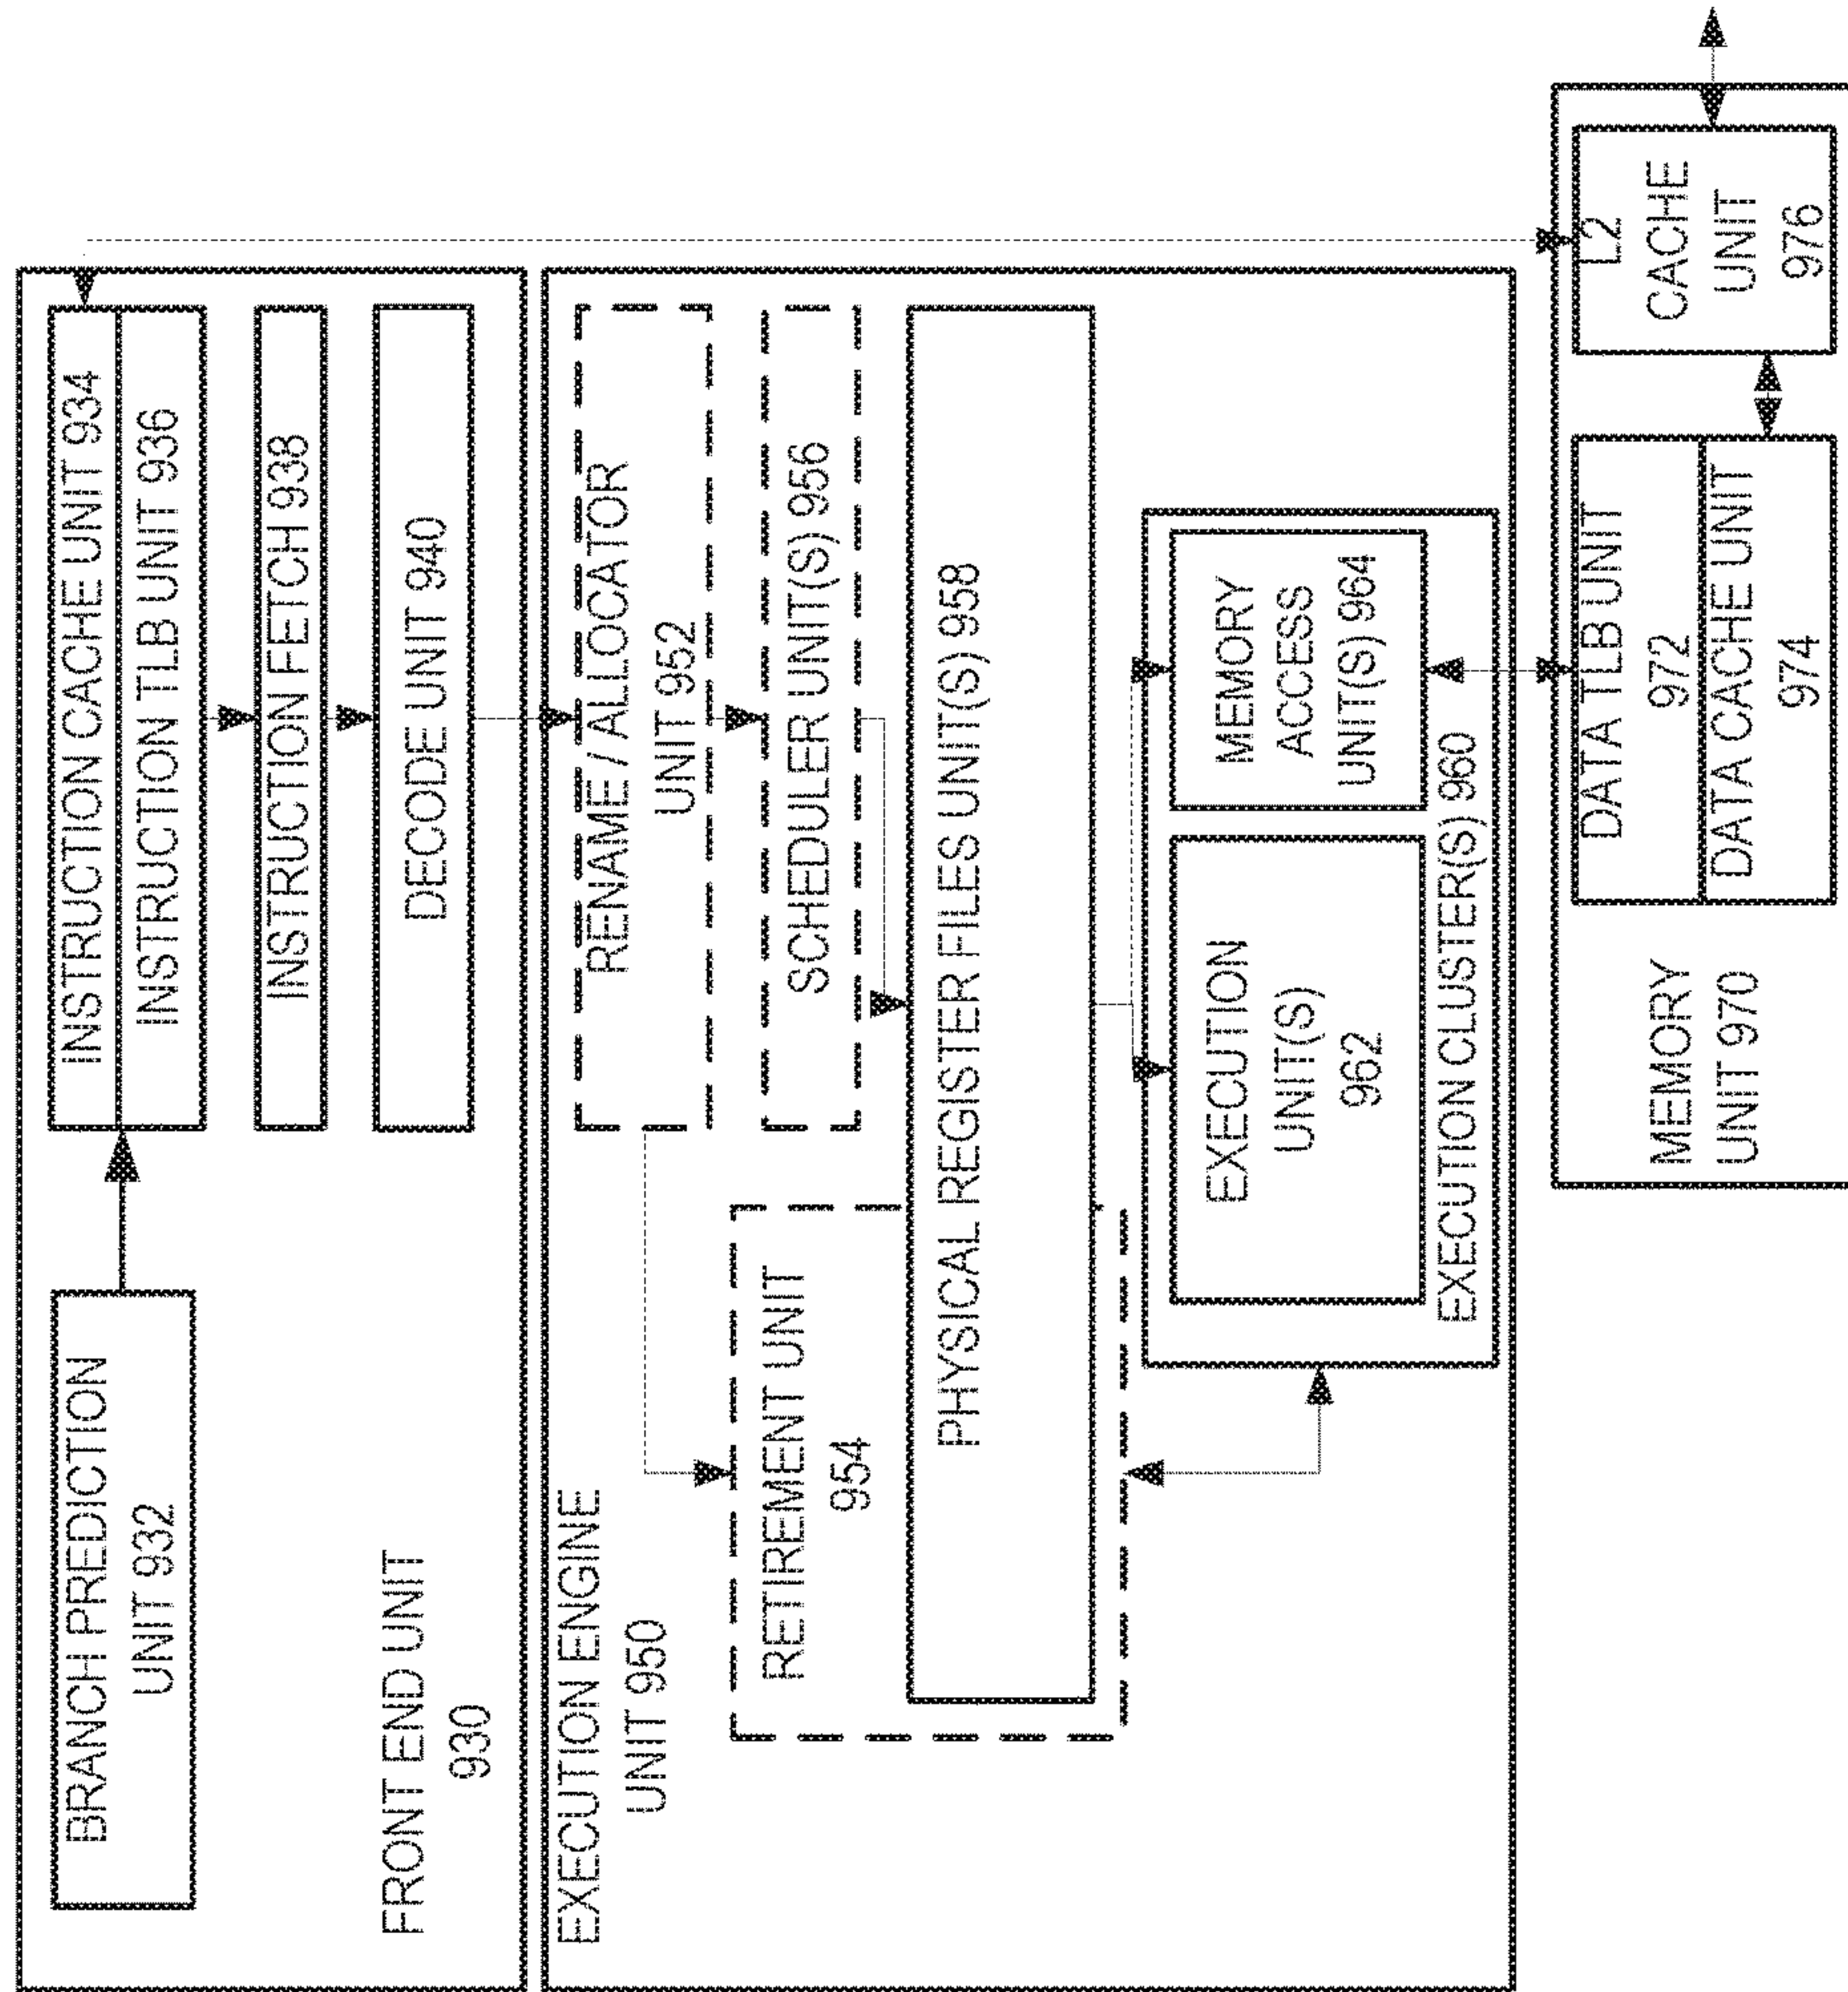 BRANCH PREDICTION
UNIT 932
INSTRUCTION CACHE UNIT 934
INSTRUCTION TLB UNIT 936
INSTRUCTION FETCH 938
DECODE UNIT 940
FRONT END UNIT
930
EXECUTION ENGINE
UNIT 950
RENAME / ALLOCATOR
UNIT 952
RETIREMENT UNIT
954
SCHEDULER UNIT(S) 956
PHYSICAL REGISTER FILES UNIT(S) 958
EXECUTION
UNIT(S)
962
MEMORY
ACCESS
UNIT(S) 964
EXECUTION CLUSTER(S) 960
MEMORY
UNIT 970
DATA TLB UNIT
972
DATA CACHE UNIT
974
L2
CACHE
UNIT
976